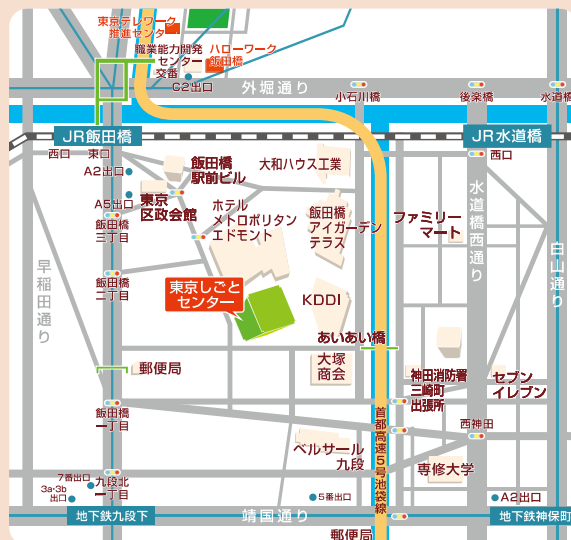 東京テレワーク
推進センター
職業能力開発
センター
ハローワーク
飯田橋
交番
C2出口
外堀通り
小石川橋
後楽橋
水道橋
JR飯田橋
JR水道橋
西口
東口
西口
A2出口
飯田橋
駅前ビル
大和ハウス工業
A5出口
東京
区政会館
ホテル
メトロポリタン
エドモント
飯田橋
アイガーデン
テラス
ファミリー
マート
水道橋西通り
白山通り
飯田橋
三丁目
早稲田通り
飯田橋
二丁目
東京しごと
センター
KDDI
あいあい橋
郵便局
大塚
商会
神田消防署
三崎町
出張所
セブン
イレブン
飯田橋
一丁目
首都高速5号池袋線
西神田
ベルサール
九段
専修大学
7番出口
九段北
一丁目
3a・3b
出口
5番出口
A2出口
地下鉄九段下
靖国通り
地下鉄神保町
郵便局